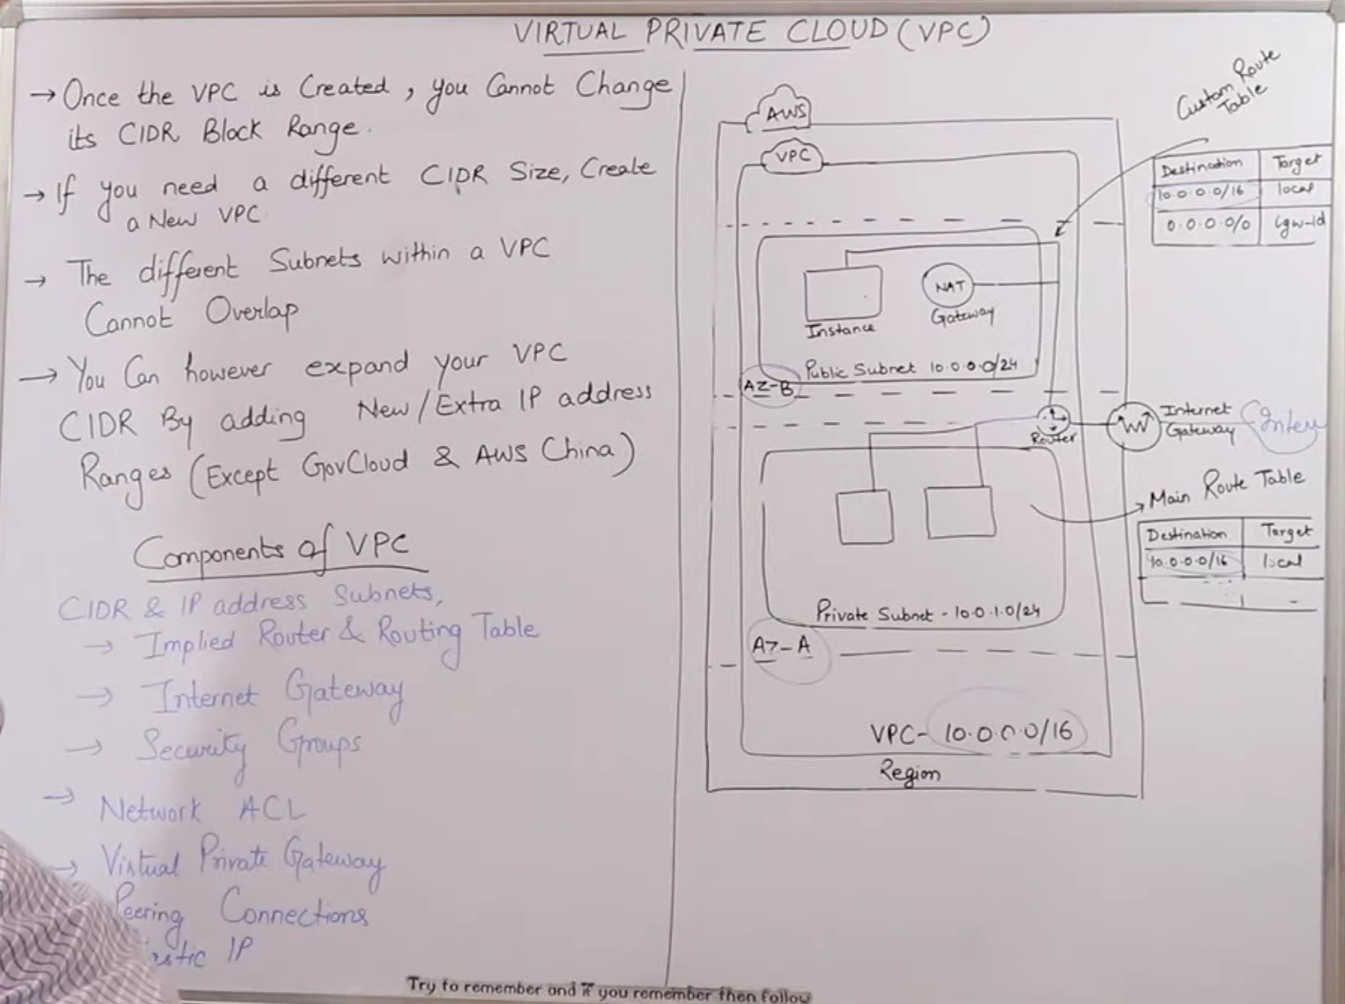 VIRTUAL PRIVATE CLOUD (VPC)
→ Once the VPC is Created, you Cannot Change
its CIDR Block Range.
→ If you need a different CIDR Size, Create
a New VPC
→ The different Subnets within a VPC
Cannot Overlap
→ You Can however expand your VPC
CIDR By adding New/Extra IP address
Ranges (Except GovCloud & AWS China)
Components of VPC
CIDR & IP address Subnets,
→ Implied Router & Routing Table
→ Internet Gateway
→ Security Groups
→ Network ACL
→ Virtual Private Gateway
Peering Connections
IP
AWS
VPC
Custom Route
Table
Destination Target
10.0.0.0/16 local
0.0.0.0/0 igw-id
Instance
NAT
Gateway
Public Subnet 10.0.0.0/24
AZ-B
Router
Internet
Gateway
Main Route Table
Destination Target
10.0.0.0/16 local
Private Subnet - 10.0.1.0/24
AZ-A
VPC- 10.0.0.0/16
Region
Try to remember and if you remember then follow